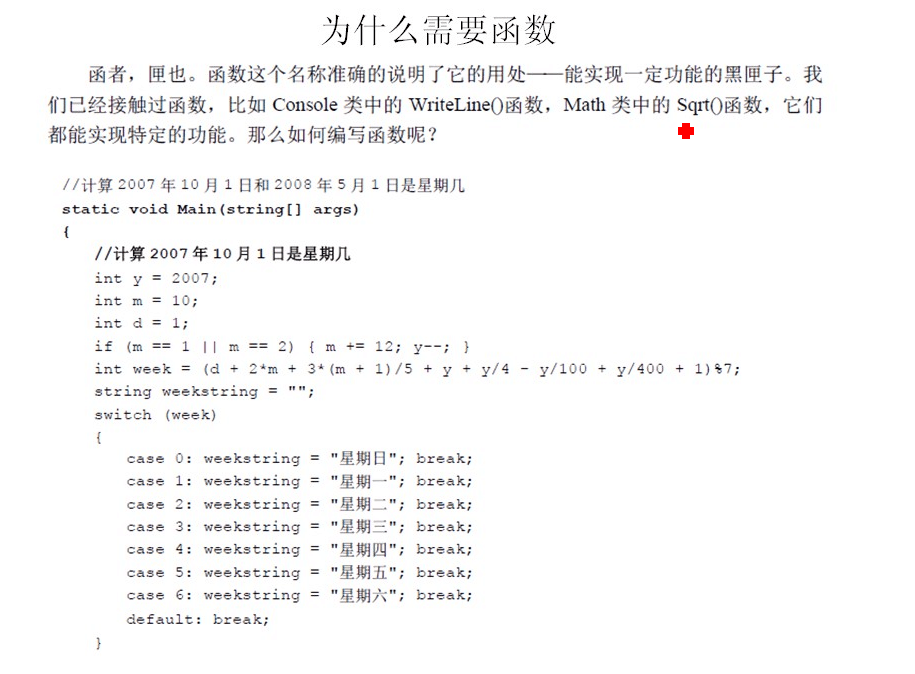 为什么需要函数
函者，匣也。函数这个名称准确的说明了它的用处——能实现一定功能的黑匣子。我
们已经接触过函数，比如 Console 类中的 WriteLine()函数，Math 类中的 Sqrt()函数，它们
都能实现特定的功能。那么如何编写函数呢？
//计算 2007 年 10 月 1 日和 2008 年 5 月 1 日是星期几
static void Main(string[] args)
{
//计算 2007 年 10 月 1 日是星期几
int y = 2007;
int m = 10;
int d = 1;
if (m == 1 || m == 2) { m += 12; y--; }
int week = (d + 2*m + 3*(m + 1)/5 + y + y/4 - y/100 + y/400 + 1)%7;
string weekstring = "";
switch (week)
{
case 0: weekstring = "星期日"; break;
case 1: weekstring = "星期一"; break;
case 2: weekstring = "星期二"; break;
case 3: weekstring = "星期三"; break;
case 4: weekstring = "星期四"; break;
case 5: weekstring = "星期五"; break;
case 6: weekstring = "星期六"; break;
default: break;
}